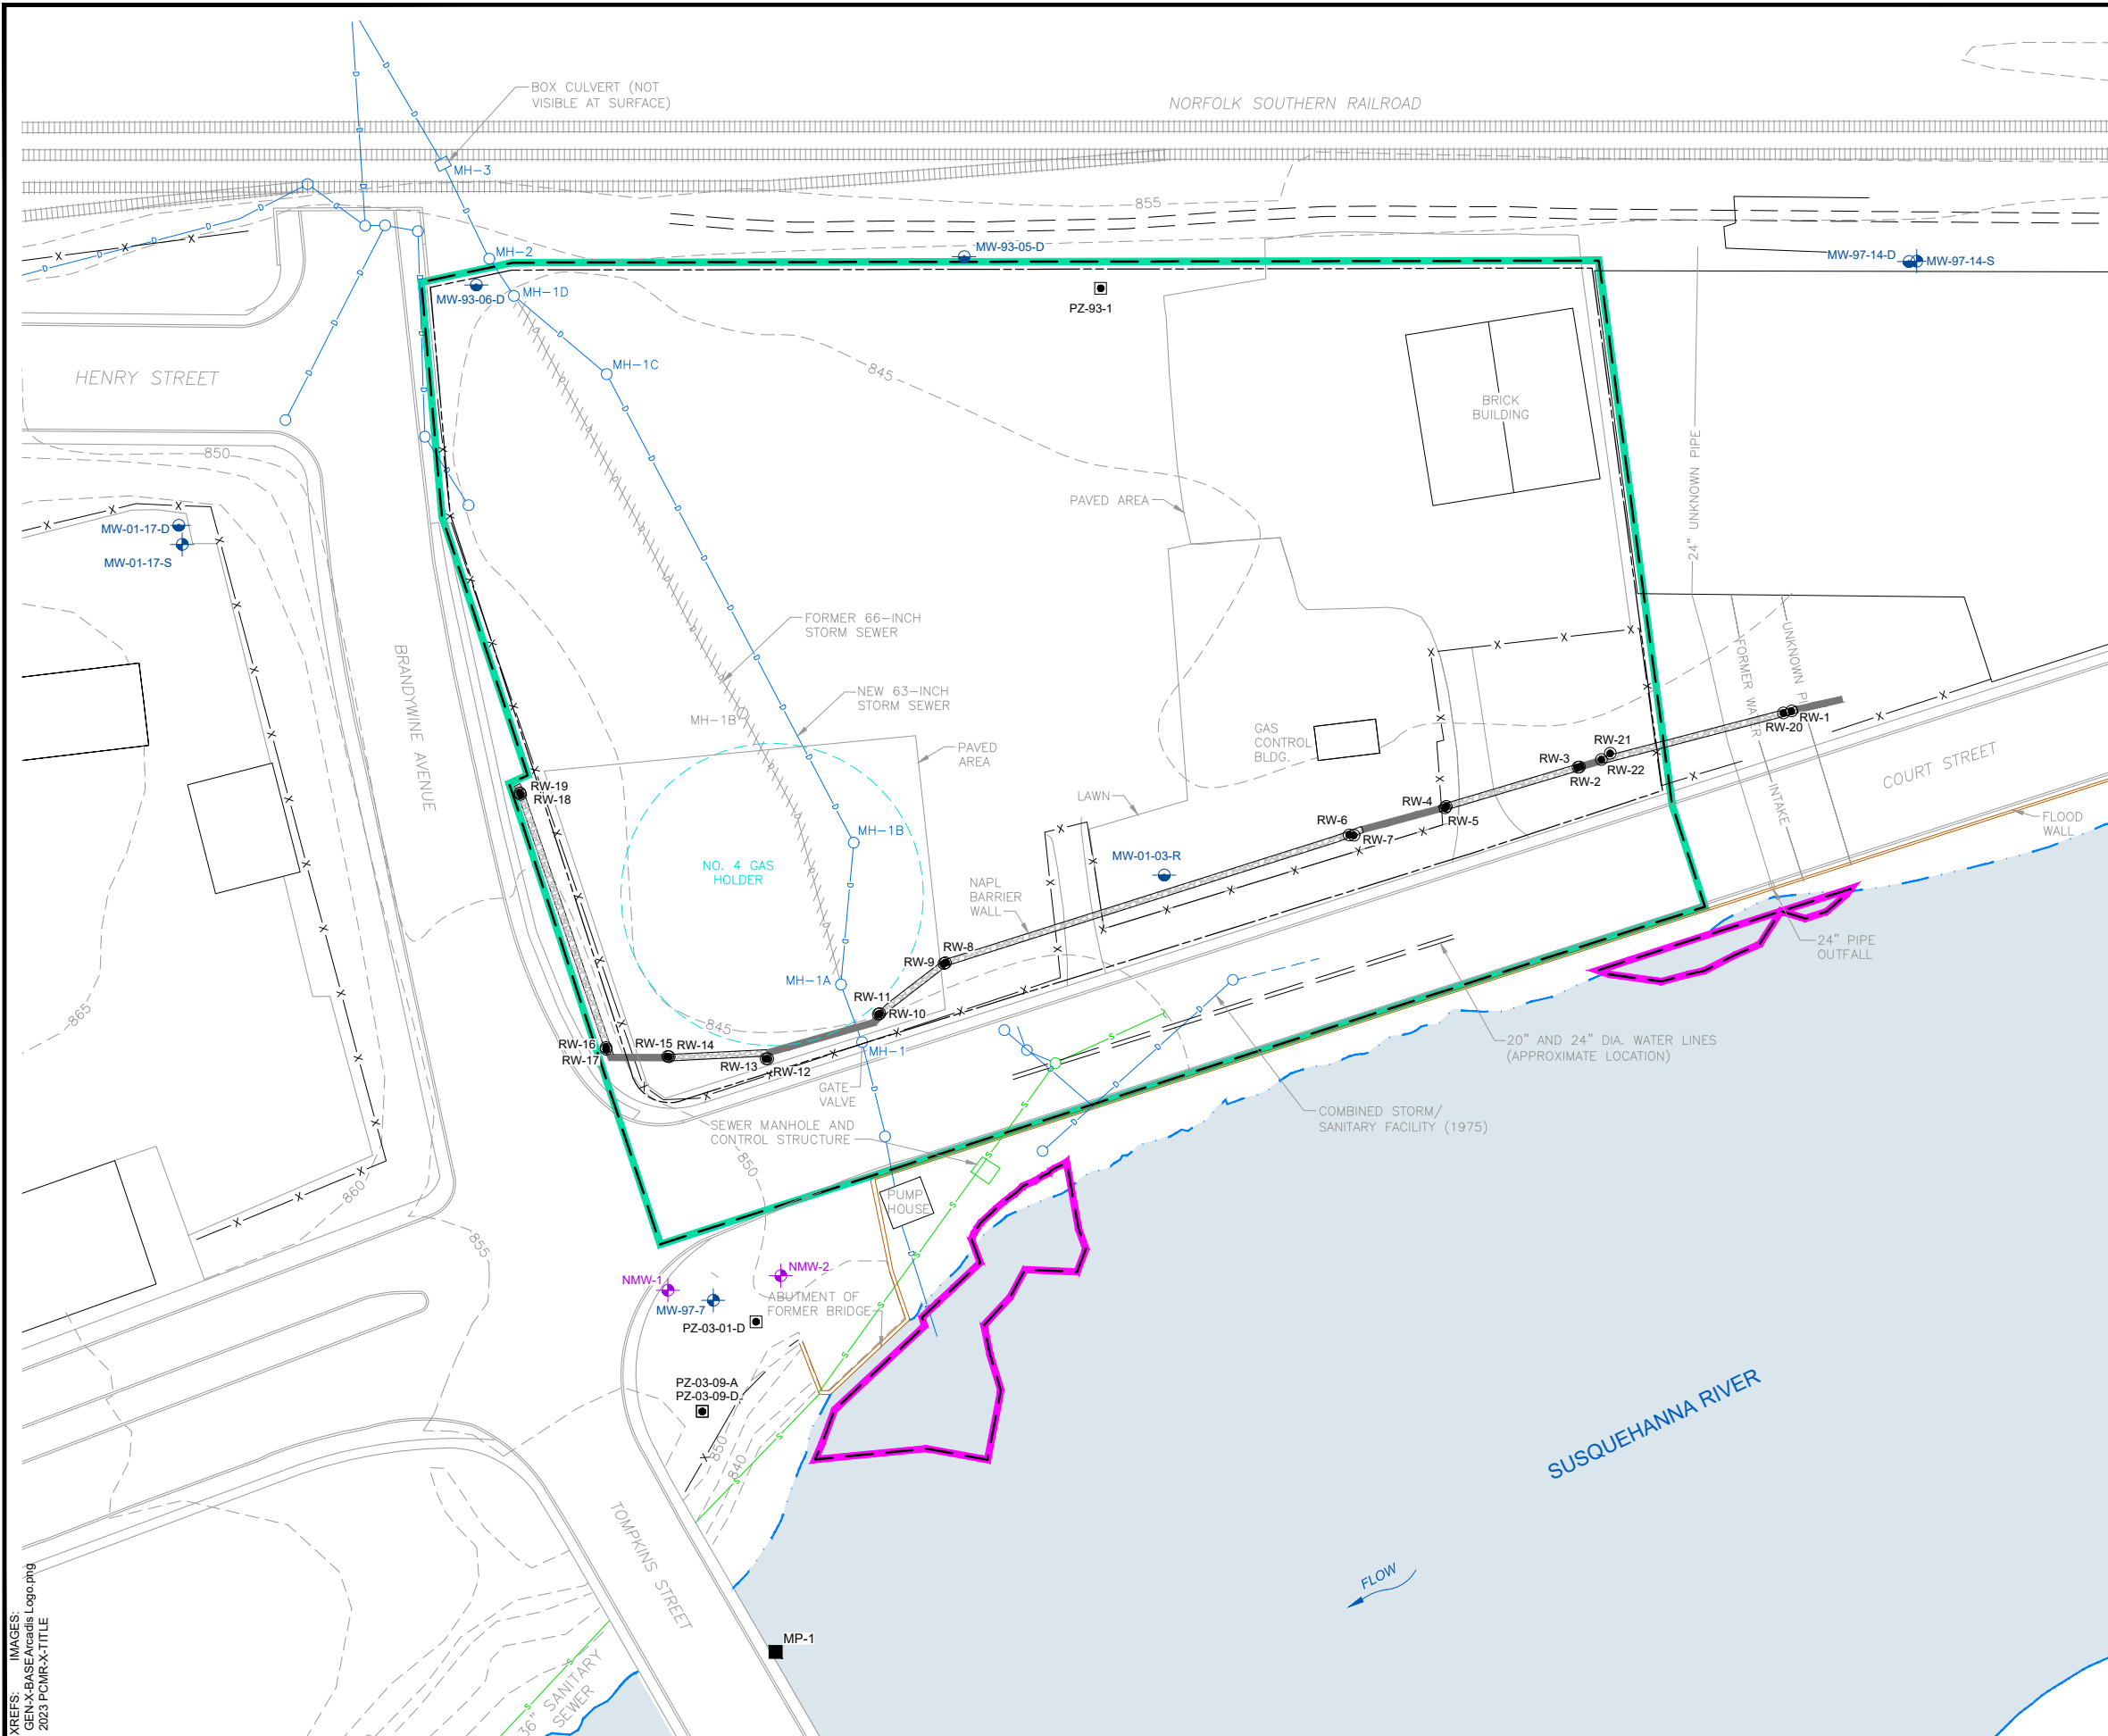 BOX CULVERT (NOT
VISIBLE AT SURFACE)
NORFOLK SOUTHERN RAILROAD
MH-3
855
MH-2
MW-93-05-D
MW-97-14-D
MW-97-14-S
MW-93-06-D
MH-1D
PZ-93-1
HENRY STREET
MH-1C
845
BRICK
BUILDING
850
24" UNKNOWN PIPE
PAVED AREA
MW-01-17-D
MW-01-17-S
FORMER 66-INCH
STORM SEWER
BRANDYWINE AVENUE
NEW 63-INCH
STORM SEWER
MH-1B
FORMER WATER
INTAKE
UNKNOWN
RW-1
RW-20
PAVED
AREA
GAS
CONTROL
BLDG.
RW-21
RW-22
RW-3
RW-2
COURT STREET
RW-19
RW-18
LAWN
RW-4
RW-5
RW-6
RW-7
FLOOD
WALL
MH-1B
MW-01-03-R
NO. 4 GAS
HOLDER
NAPL
BARRIER
WALL
RW-8
RW-9
24" PIPE
OUTFALL
MH-1A
RW-11
RW-10
865
845
20" AND 24" DIA. WATER LINES
(APPROXIMATE LOCATION)
RW-16
RW-17
RW-15
RW-14
RW-13
RW-12
MH-1
GATE
VALVE
COMBINED STORM/
SANITARY FACILITY (1975)
SEWER MANHOLE AND
CONTROL STRUCTURE
850
860
PUMP
HOUSE
855
NMW-1
NMW-2
MW-97-7
ABUTMENT OF
FORMER BRIDGE
PZ-03-01-D
PZ-03-09-A
PZ-03-09-D
850
840
SUSQUEHANNA RIVER
TOMPKINS STREET
FLOW
MP-1
36" SANITARY
SEWER
XREFS: IMAGES:
GEN-X-BASE Arcadis Logo.png
2023 PCMR-X-TITLE